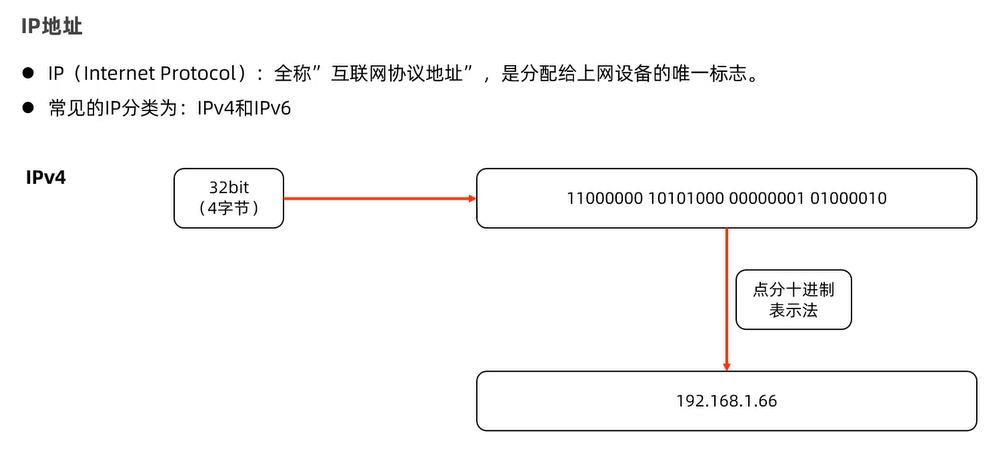 IP地址
● IP（Internet Protocol）：全称”互联网协议地址”，是分配给上网设备的唯一标志。
● 常见的IP分类为：IPv4和IPv6
IPv4
32bit
（4字节）
11000000 10101000 00000001 01000010
点分十进制
表示法
192.168.1.66